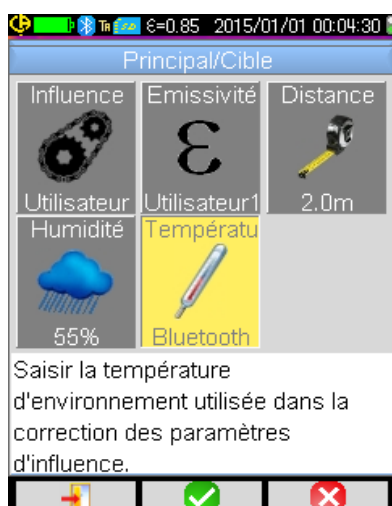 ε=0.85 2015/01/01 00:04:30
Principal/Cible
Influence Emissivité Distance
ε
Utilisateur Utilisateur1 2.0m
Humidité Températu
55% Bluetooth
Saisir la température
d'environnement utilisée dans la
correction des paramètres
d'influence.